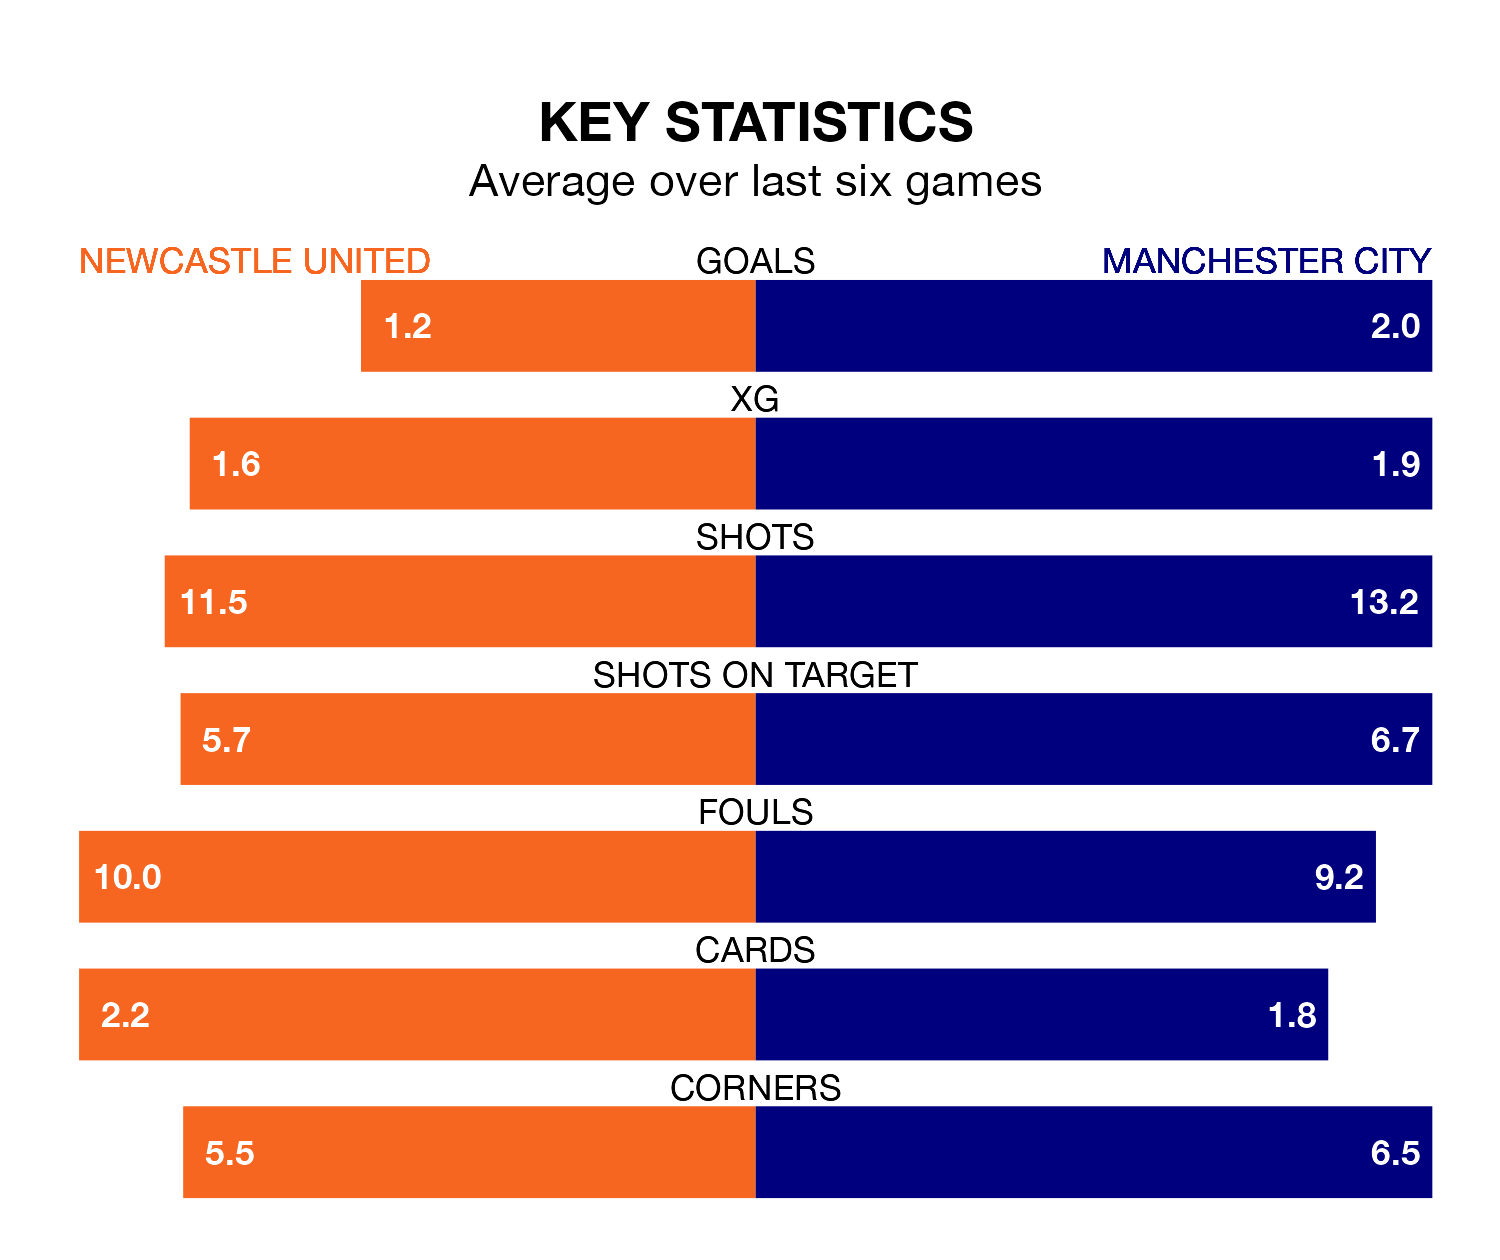 KEY STATISTICS
Average over last six games
NEWCASTLE UNITED GOALS MANCHESTER CITY
1.2 2.0
XG
1.6 1.9
SHOTS
11.5 13.2
SHOTS ON TARGET
5.7 6.7
FOULS
10.0 9.2
CARDS
2.2 1.8
CORNERS
5.5 6.5